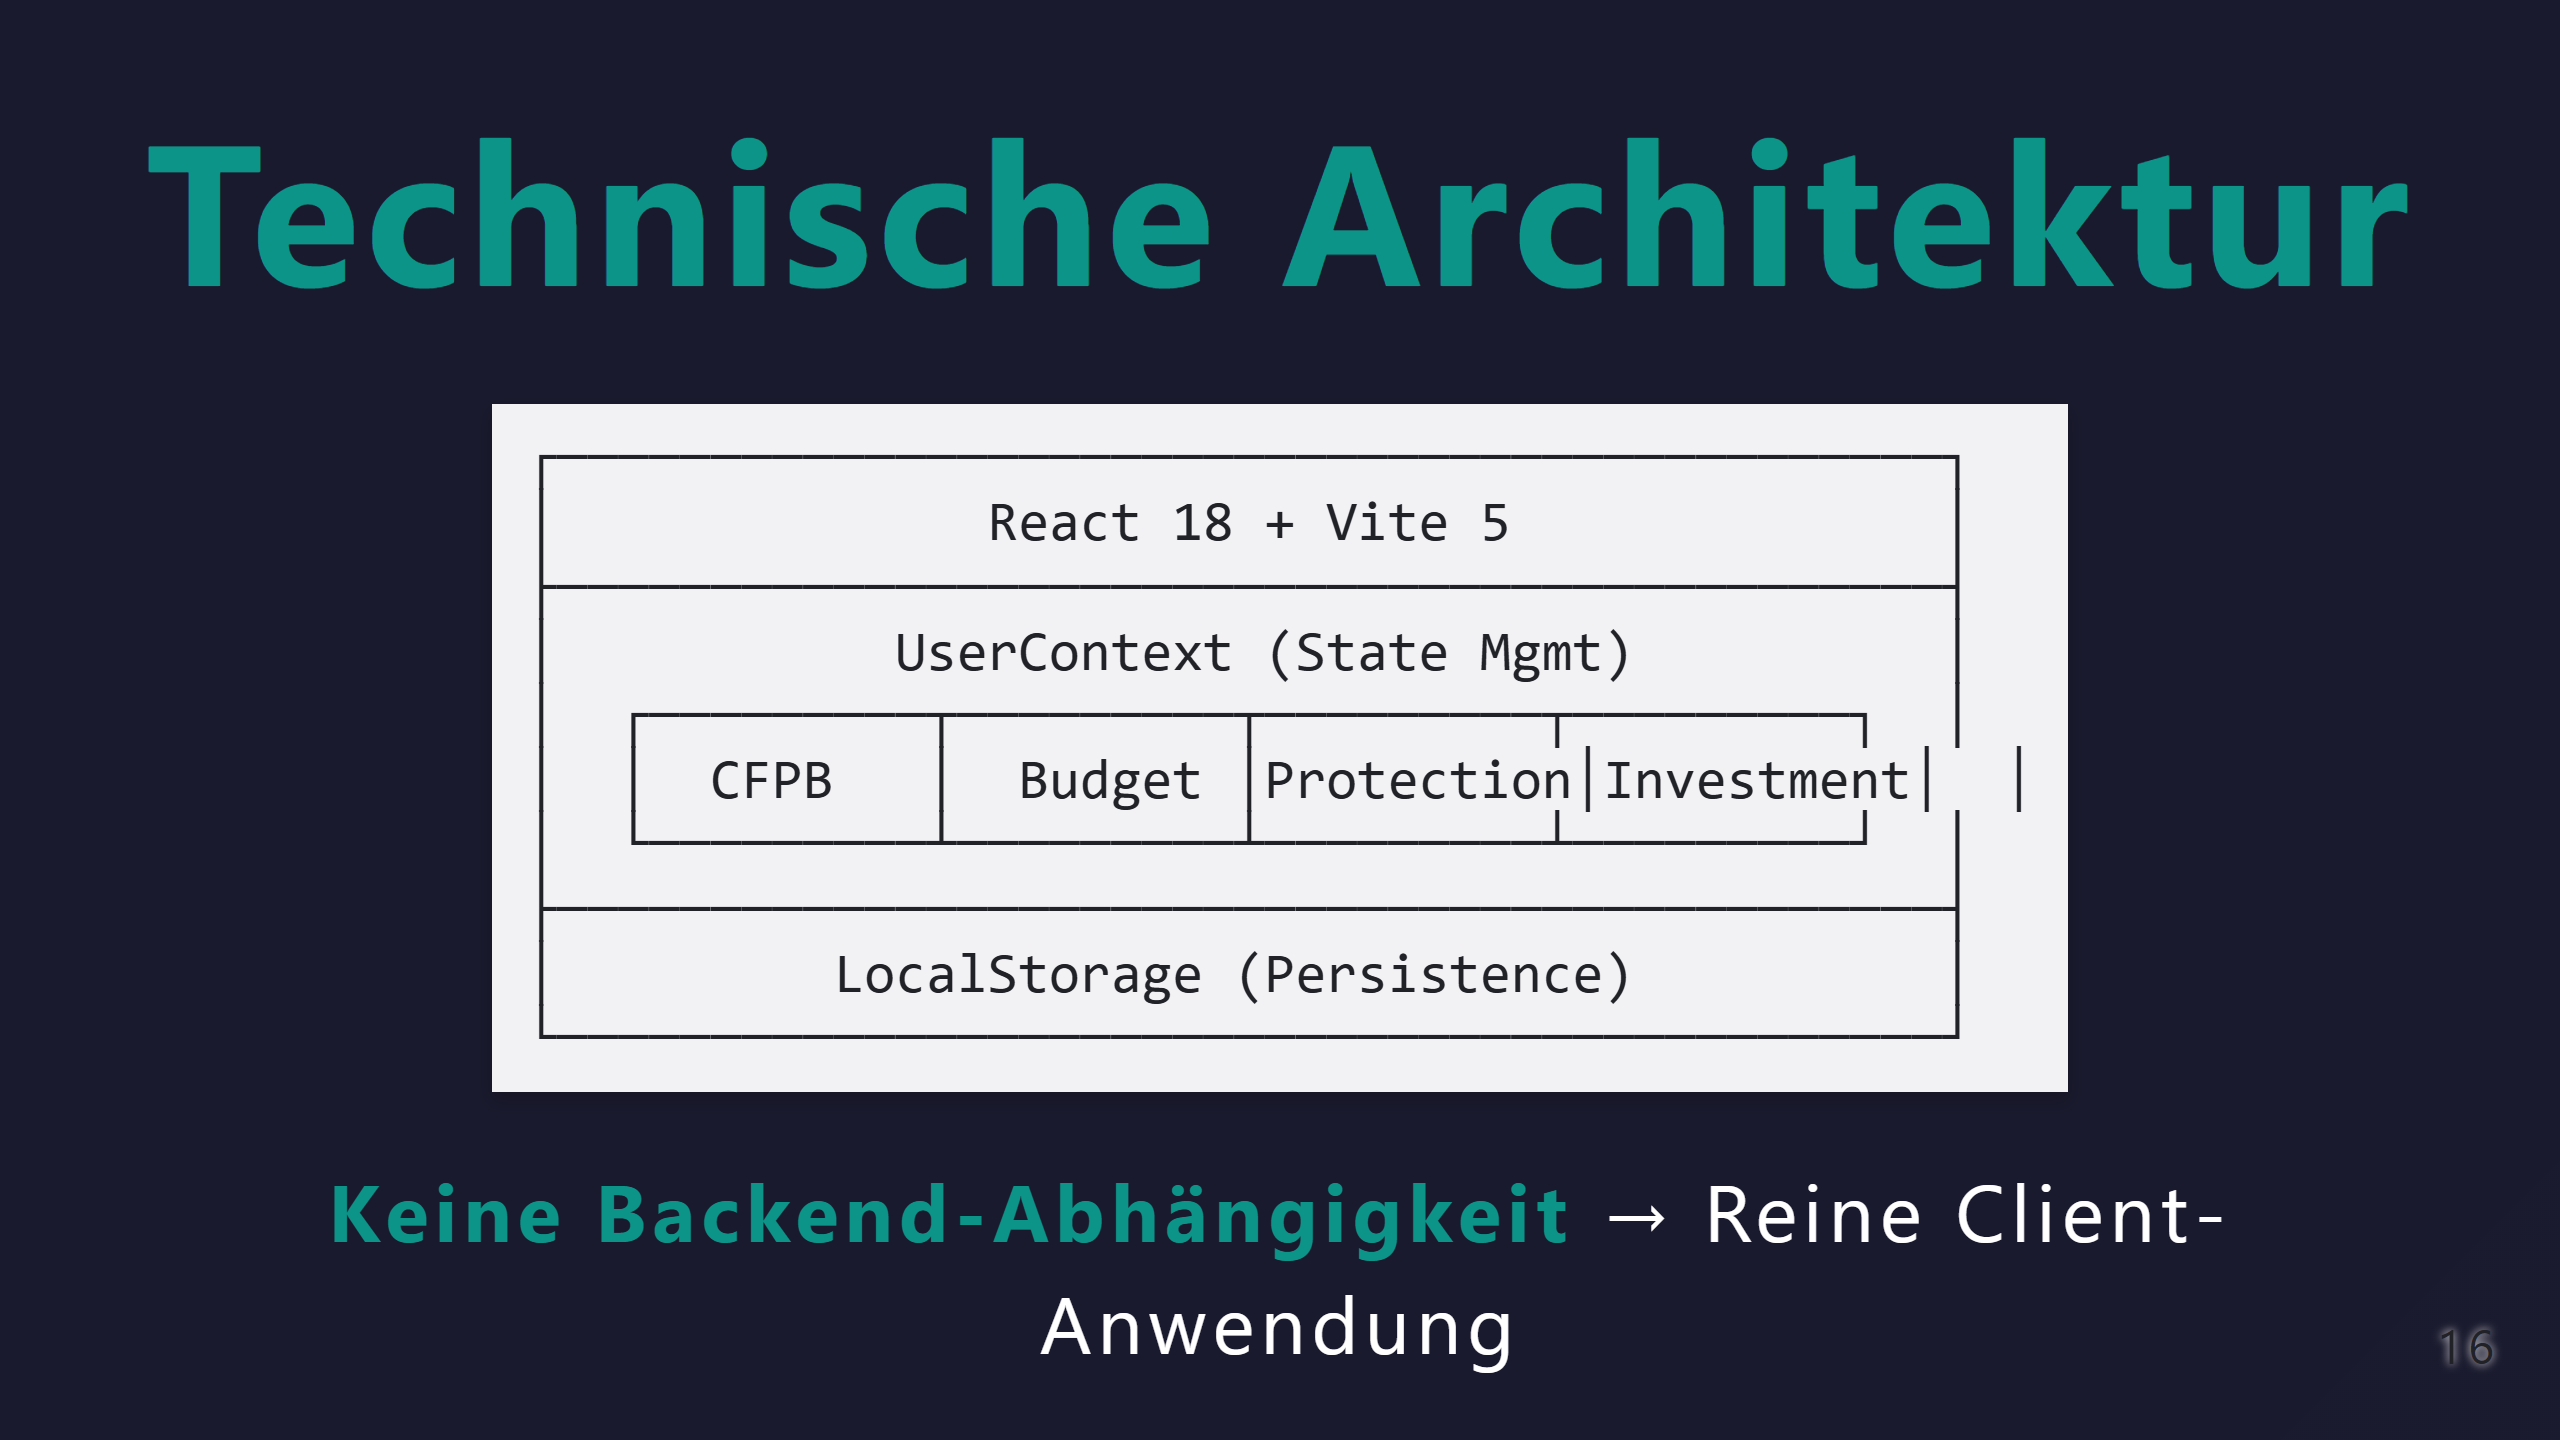 Technische Architektur
React 18 + Vite 5
UserContext (State Mgmt)
CFPB Budget Protection Investment
LocalStorage (Persistence)
Keine Backend-Abhängigkeit → Reine Client-
Anwendung
16